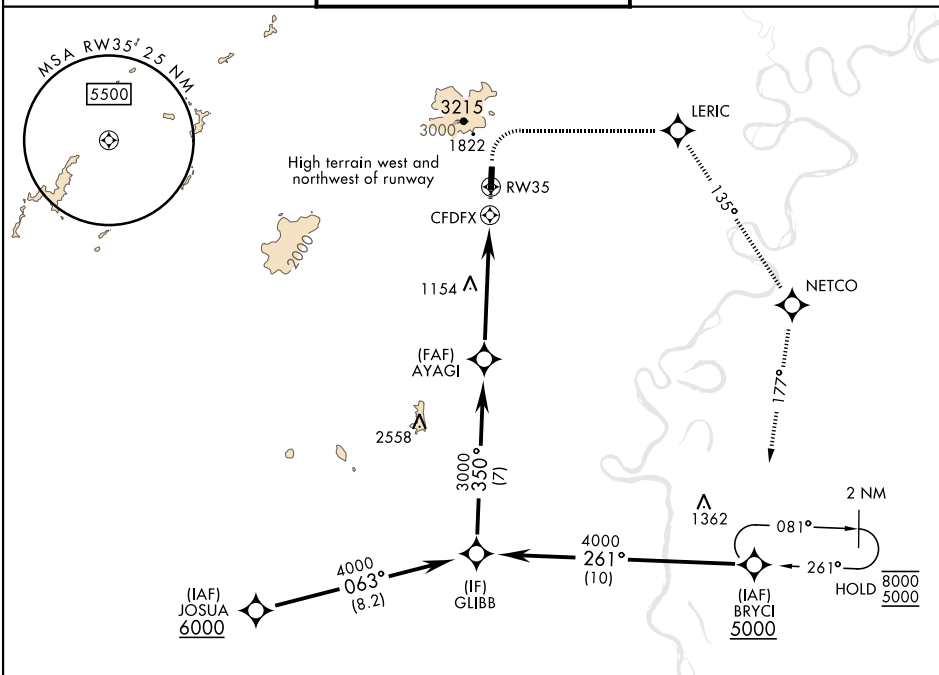 MSA RW35 25 NM
5500
3215
3000
1822
High terrain west and
northwest of runway
LERIC
RW35
CFDFX
135°
2000
1154
NETCO
(FAF)
AYAGI
177°
2558
3000
350°
(7)
1362
2 NM
081°
261°
HOLD 8000
5000
4000
261°
(10)
(IAF)
BRYCI
5000
(IF)
GLIBB
4000
063°
(8.2)
(IAF)
JOSUA
6000